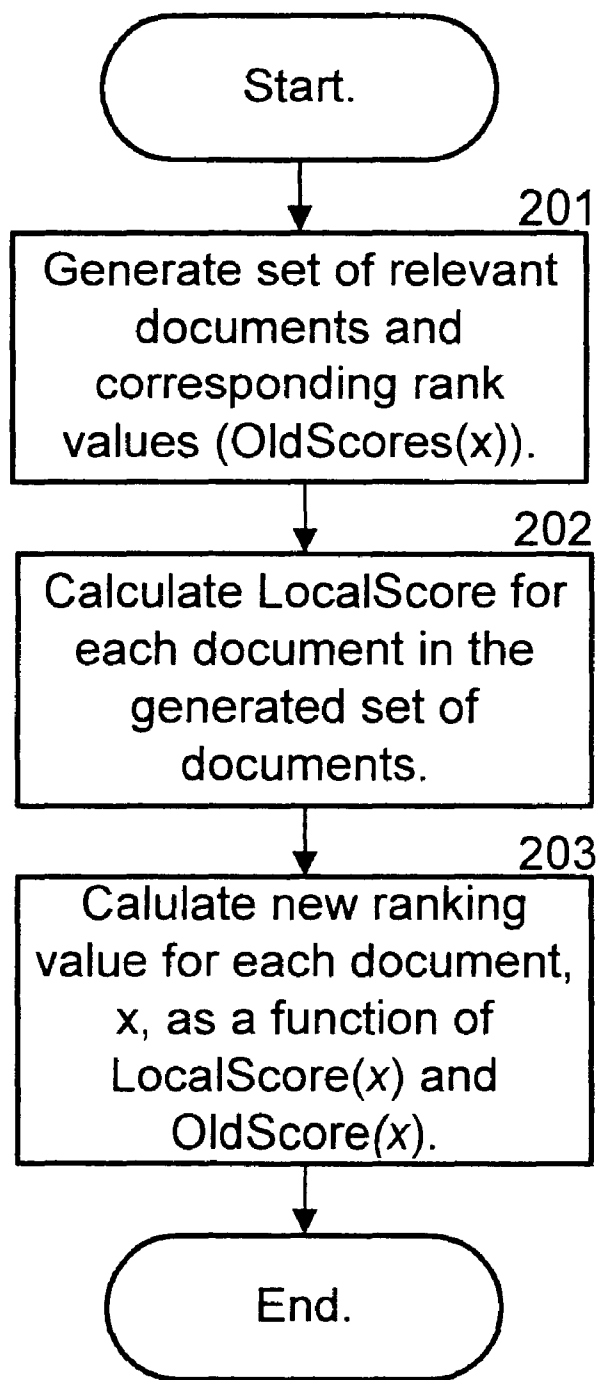 Start.
201
Generate set of relevant
documents and
corresponding rank
values (OldScores(x)).
202
Calculate LocalScore for
each document in the
generated set of
documents.
203
Calulate new ranking
value for each document,
x, as a function of
LocalScore(x) and
OldScore(x).
End.